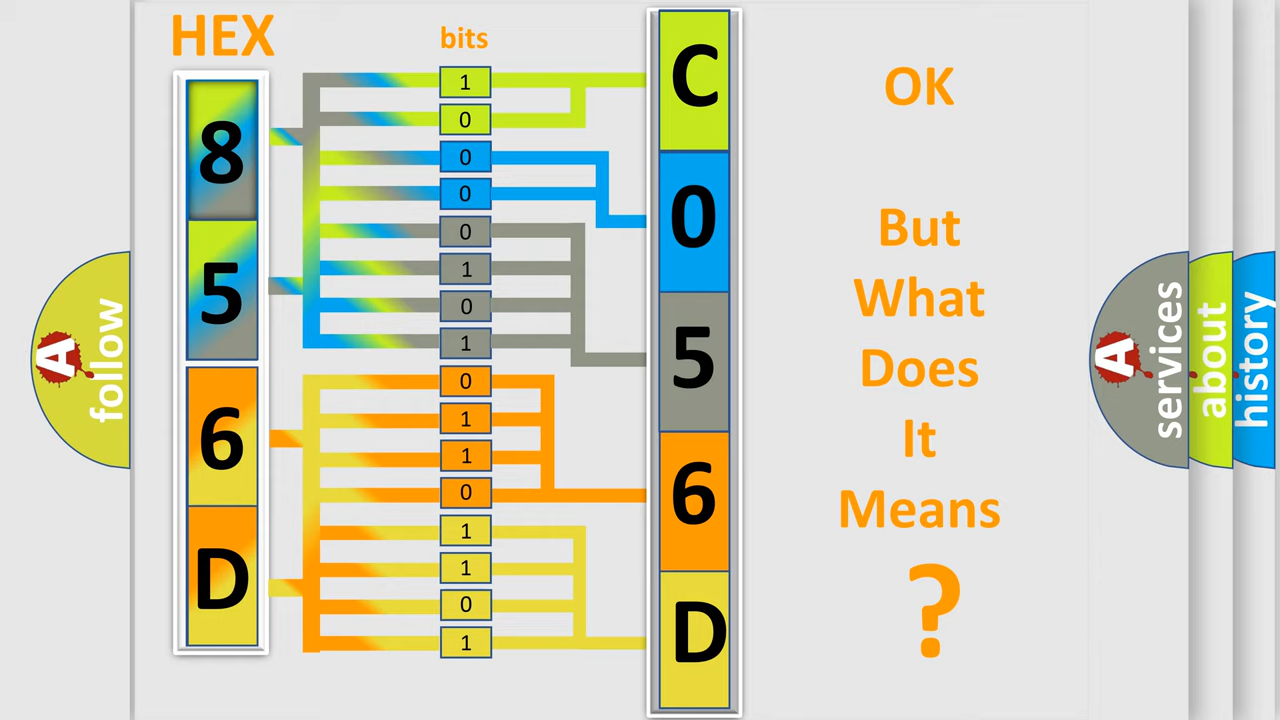 HEX
bits
8
5
6
D
1
0
0
0
0
1
0
1
0
1
1
0
1
1
0
1
C
0
5
6
D
OK
But
What
Does
It
Means
?
A
follow
A
services
about
history